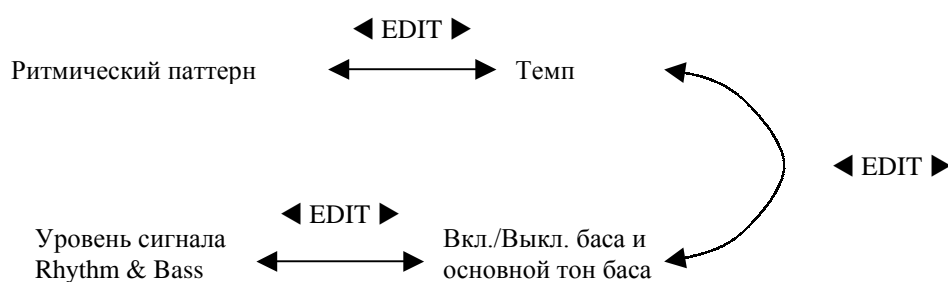 ◀ EDIT ▶
Ритмический паттерн
Темп
◀ EDIT ▶
◀ EDIT ▶
Уровень сигнала
Rhythm & Bass
Вкл./Выкл. баса и
основной тон баса